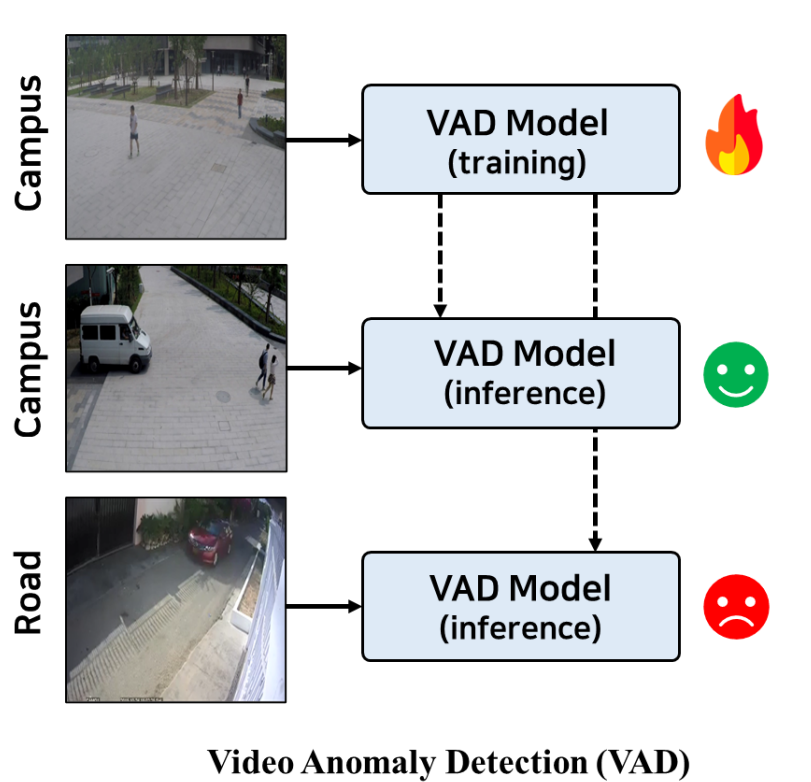 Campus
VAD Model
(training)
Campus
VAD Model
(inference)
Road
VAD Model
(inference)
Video Anomaly Detection (VAD)